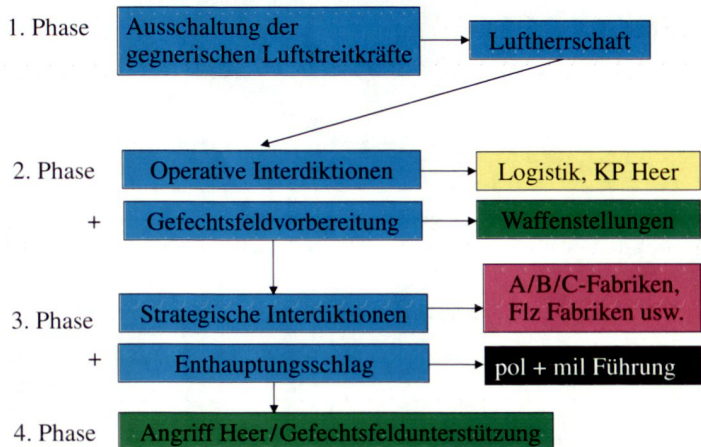 1. Phase
Ausschaltung der
gegnerischen Luftstreitkräfte
Luftherrschaft
2. Phase
Operative Interdiktionen
Logistik, KP Heer
+
Gefechtsfeldvorbereitung
Waffenstellungen
3. Phase
Strategische Interdiktionen
A/B/C-Fabriken,
Flz Fabriken usw.
+
Enthauptungsschlag
pol + mil Führung
4. Phase
Angriff Heer/Gefechtsfeldunterstützung